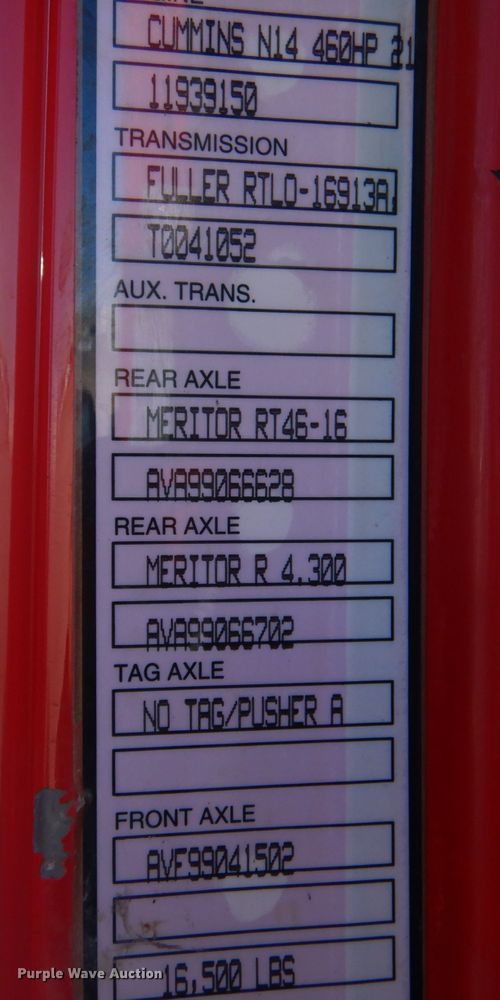 CUMMINS N14 460HP 21
11939150
TRANSMISSION
FULLER RTLO-16913A
T0041052
AUX. TRANS.
REAR AXLE
MERITOR RT46-16
AVA99066628
REAR AXLE
MERITOR R 4.300
AVA99066702
TAG AXLE
NO TAG/PUSHER A
FRONT AXLE
AVF99041502
16,500 LBS
Purple Wave Auction